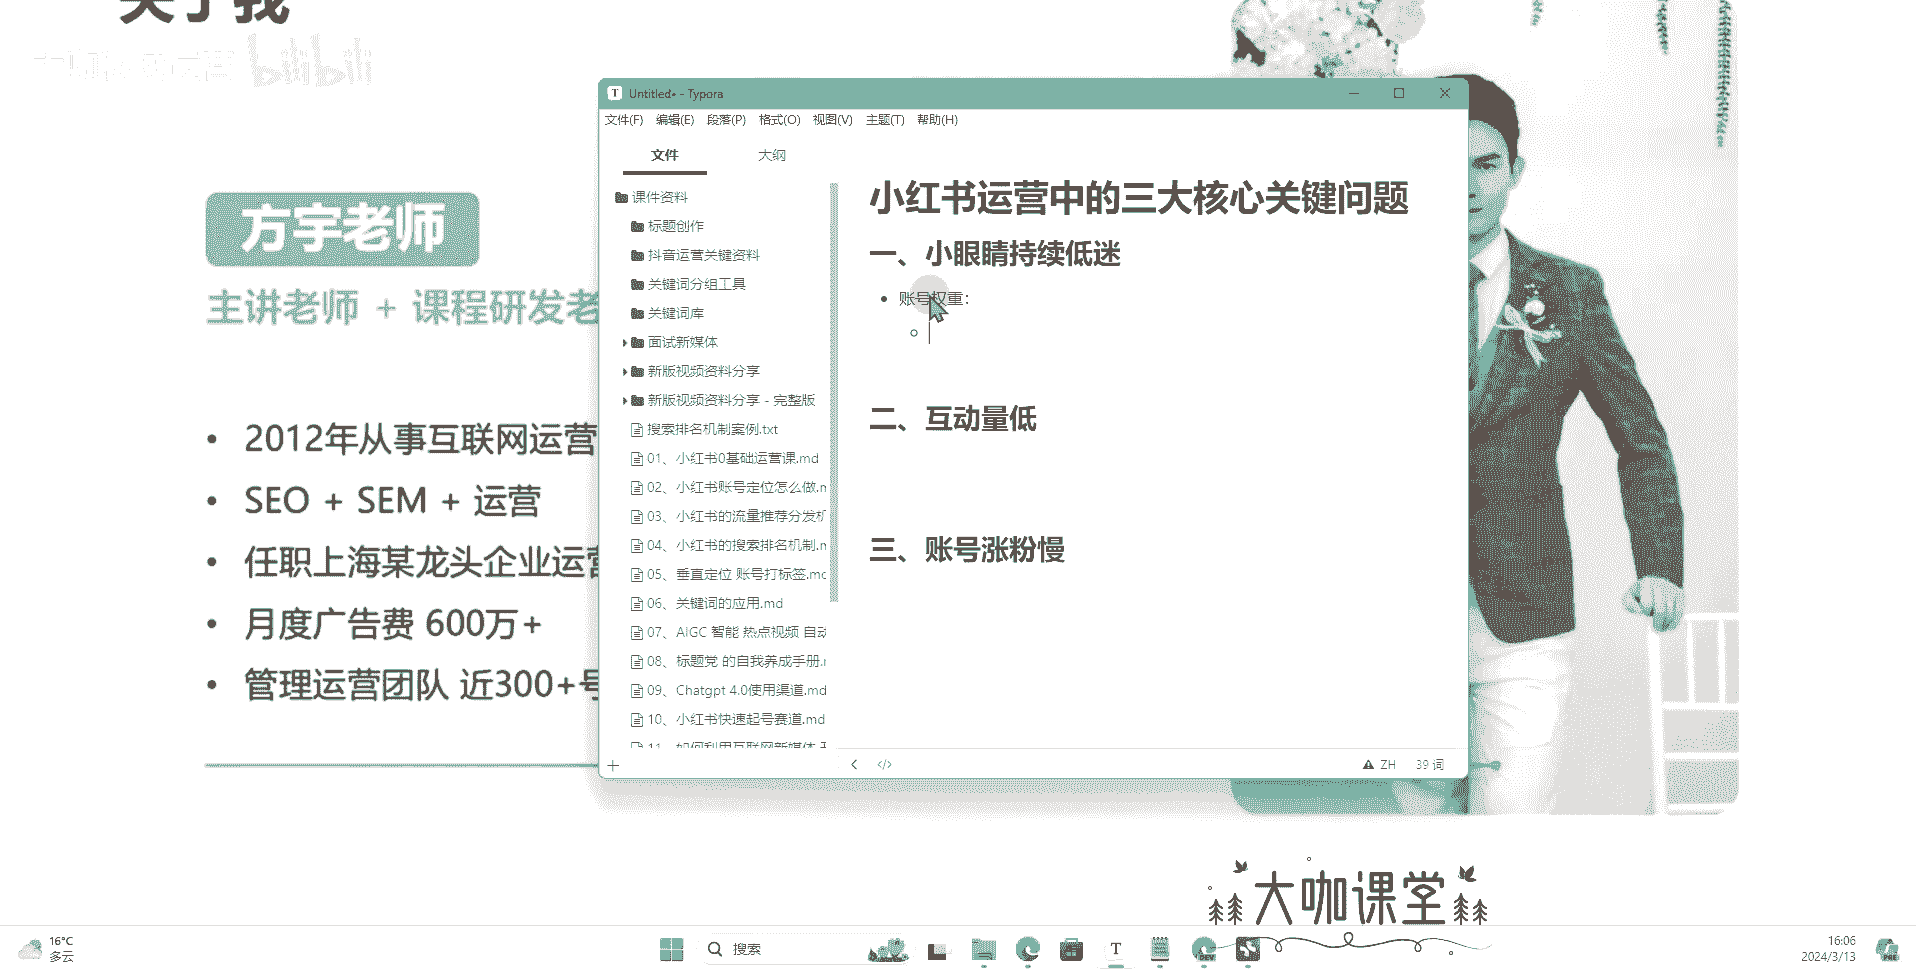 关于我
bilibili
方宇老师
主讲老师 + 课程研发老
2012年从事互联网运营
SEO + SEM + 运营
任职上海某龙头企业运营
月度广告费 600万+
管理运营团队 近300+号
Untitled• - Typora
文件(F) 编辑(E) 段落(P) 格式(O) 视图(V) 主题(T) 帮助(H)
文件 大纲
课件资料
标题创作
抖音运营关键资料
关键词分组工具
关键词库
面试新媒体
新版视频资料分享
新版视频资料分享 - 完整版
搜索排名机制案例.txt
01、小红书0基础运营课.md
02、小红书账号定位怎么做.m
03、小红书的流量推荐分发机
04、小红书的搜索排名机制.m
05、垂直定位 账号打标签.md
06、关键词的应用.md
07、AIGC 智能 热点视频 自动
08、标题党 的自我养成手册.m
09、Chatgpt 4.0使用渠道.md
10、小红书快速起号赛道.md
11、如何利用互联网新媒体
小红书运营中的三大核心关键问题
一、小眼睛持续低迷
账号权重：
二、互动量低
三、账号涨粉慢
ZH 39 词
大咖课堂
16°C
多云
搜索
T
DEV
16:06
2024/3/13
PRE